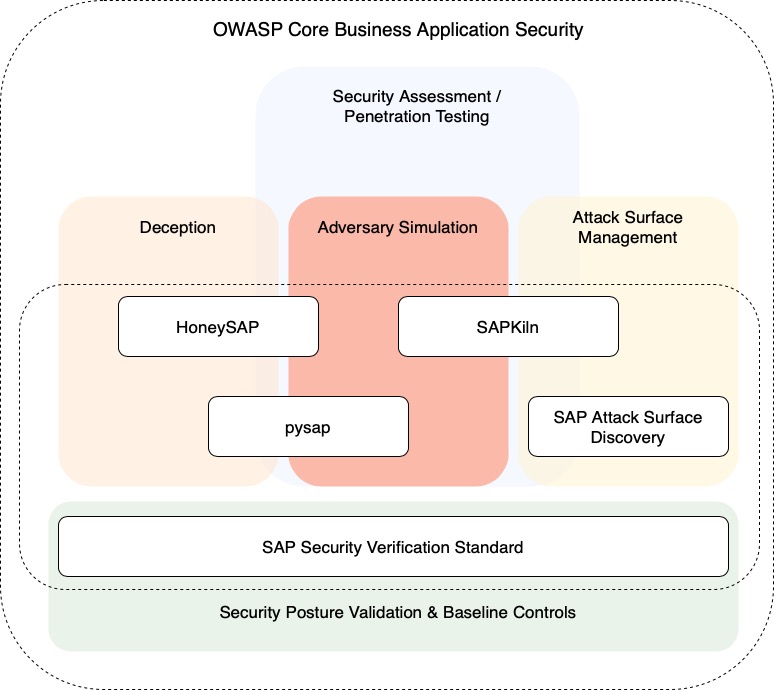 OWASP Core Business Application Security
Security Assessment /
Penetration Testing
Deception
Adversary Simulation
Attack Surface
Management
HoneySAP
SAPKiln
pysap
SAP Attack Surface
Discovery
SAP Security Verification Standard
Security Posture Validation & Baseline Controls